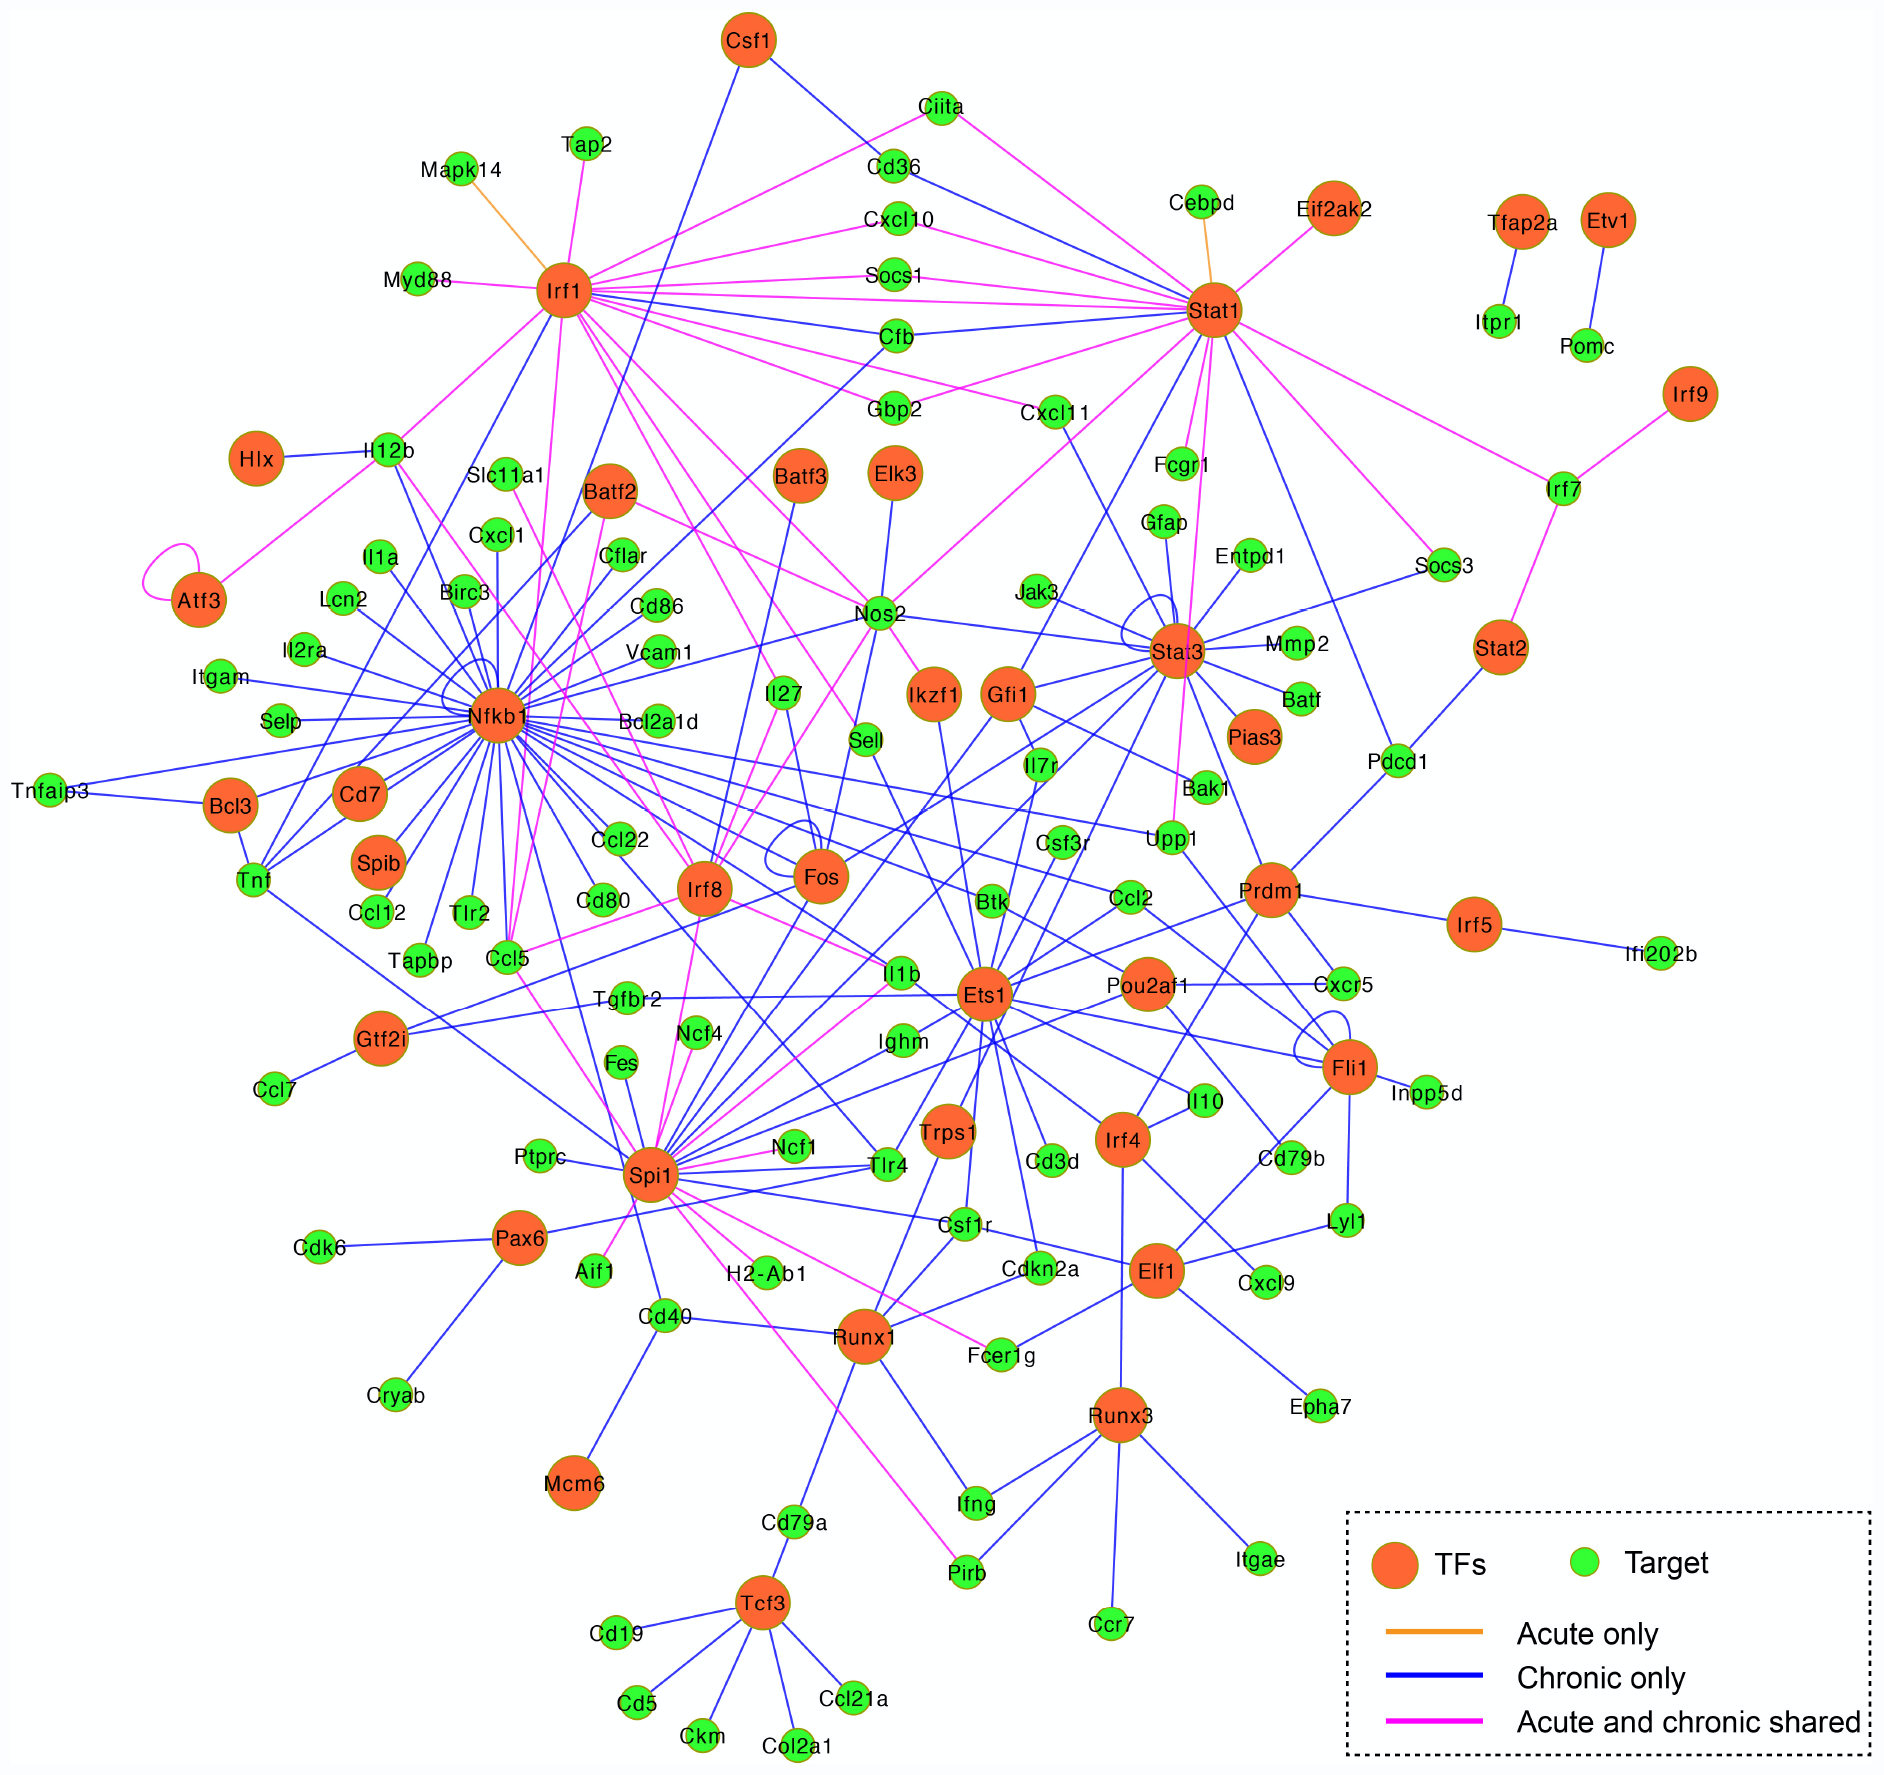 Csf1
Ciita
Tap2
Mapk14
Cd36
Cebpd
Eif2ak2
Cxcl10
Tfap2a
Etv1
Myd88
Irf1
Socs1
Stat1
Itpr1
Cfb
Pomc
Irf9
Gbp2
Cxcl11
Hlx
Il12b
Slc11a1
Batf2
Batf3
Elk3
Fcgr1
Irf7
Cxcl1
Gfap
Il1a
Cflar
Entpd1
Socs3
Atf3
Lcn2
Birc3
Cd86
Nos2
Jak3
Il2ra
Vcam1
Stat3
Mmp2
Stat2
Itgam
Il27
Ikzf1
Gfi1
Batf
Selp
Nfkb1
Bcl2a1d
Sell
Pias3
Il7r
Pdcd1
Tnfaip3
Bcl3
Cd7
Bak1
Ccl22
Csf3r
Upp1
Spib
Tnf
Irf8
Fos
Cd80
Btk
Ccl2
Prdm1
Ccl12
Tlr2
Irf5
Tapbp
Ccl5
Il1b
Ifi202b
Tgfbr2
Ets1
Pou2af1
Cxcr5
Gtf2i
Ncf4
Ighm
Fes
Fli1
Ccl7
Inpp5d
Il10
Trps1
Irf4
Ptprc
Ncf1
Spi1
Tlr4
Cd3d
Cd79b
Pax6
Csf1r
Lyl1
Cdk6
Aif1
H2-Ab1
Cdkn2a
Elf1
Cxcl9
Cd40
Runx1
Fcer1g
Cryab
Runx3
Epha7
Mcm6
Ifng
Cd79a
Pirb
Itgae
Tcf3
Ccr7
Cd19
Cd5
Ccl21a
Ckm
Col2a1
TFs
Target
Acute only
Chronic only
Acute and chronic shared